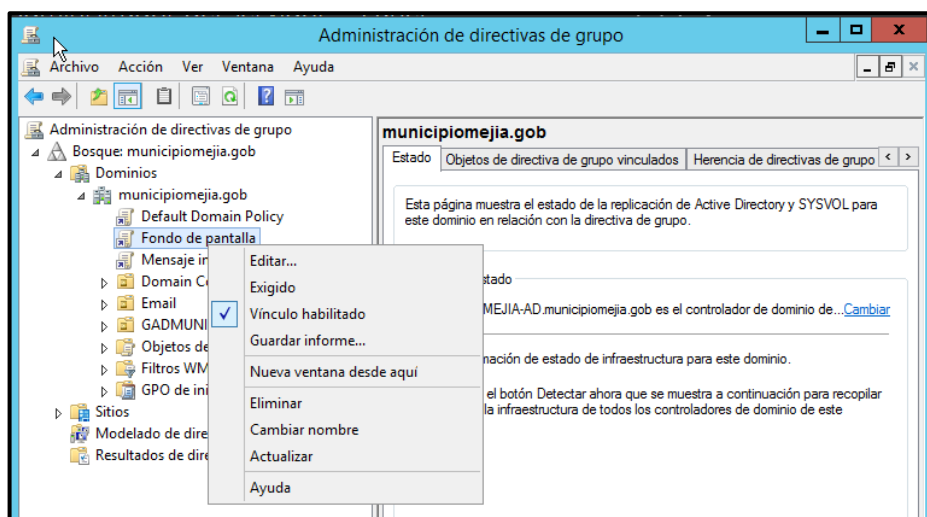 Administración de directivas de grupo
Archivo Acción Ver Ventana Ayuda
Administración de directivas de grupo
Bosque: municipiomejia.gob
Dominios
municipiomejia.gob
Default Domain Policy
Fondo de pantalla
Mensaje in
Domain Co
Email
GADMUNI
Objetos de
Filtros WM
GPO de ini
Sitios
Modelado de dire
Resultados de dire
Editar...
Exigido
Vínculo habilitado
Guardar informe...
Nueva ventana desde aquí
Eliminar
Cambiar nombre
Actualizar
Ayuda
municipiomejia.gob
Estado Objetos de directiva de grupo vinculados Herencia de directivas de grupo
Esta página muestra el estado de la replicación de Active Directory y SYSVOL para
este dominio en relación con la directiva de grupo.
stado
MEJIA-AD.municipiomejia.gob es el controlador de dominio de...Cambiar
mación de estado de infraestructura para este dominio.
el botón Detectar ahora que se muestra a continuación para recopilar
la infraestructura de todos los controladores de dominio de este